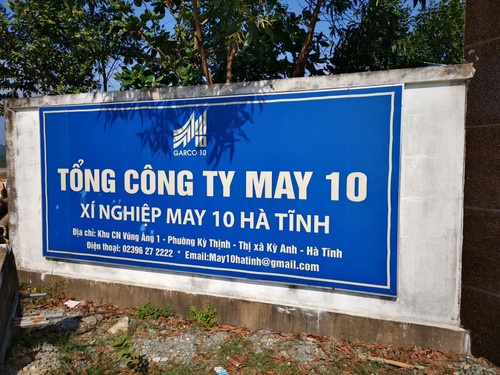 GARCO 10
TỔNG CÔNG TY MAY 10
XÍ NGHIỆP MAY 10 HÀ TĨNH
Địa chỉ: Khu CN Vũng Áng 1 - Phường Kỳ Thịnh - Thị xã Kỳ Anh - Hà Tĩnh
Điện thoại: 02396 27 2222 * Email:May10hatinh@gmail.com